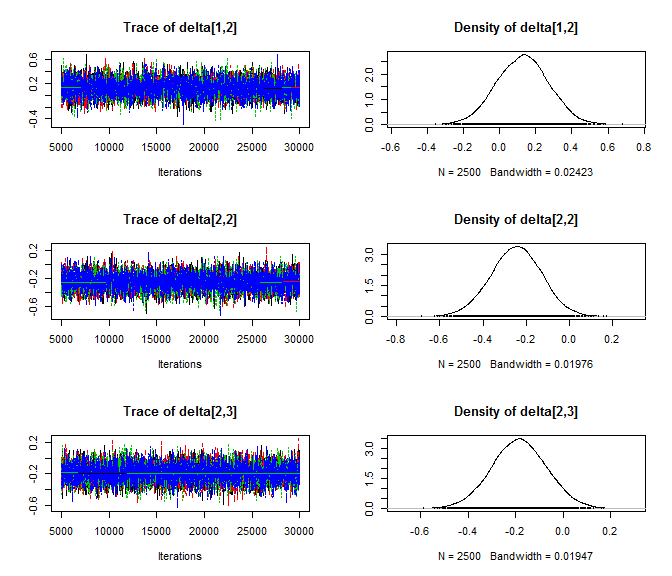 Trace of delta[1,2]
0.6
0.2
-0.4
5000 10000 15000 20000 25000 30000
Iterations
Density of delta[1,2]
2.0
1.0
0.0
-0.6 -0.4 -0.2 0.0 0.2 0.4 0.6 0.8
N = 2500 Bandwidth = 0.02423
Trace of delta[2,2]
0.2
-0.2
-0.6
5000 10000 15000 20000 25000 30000
Iterations
Density of delta[2,2]
3.0
1.5
0.0
-0.8 -0.6 -0.4 -0.2 0.0 0.2
N = 2500 Bandwidth = 0.01976
Trace of delta[2,3]
0.2
-0.2
-0.6
5000 10000 15000 20000 25000 30000
Iterations
Density of delta[2,3]
3.0
1.5
0.0
-0.6 -0.4 -0.2 0.0 0.2
N = 2500 Bandwidth = 0.01947